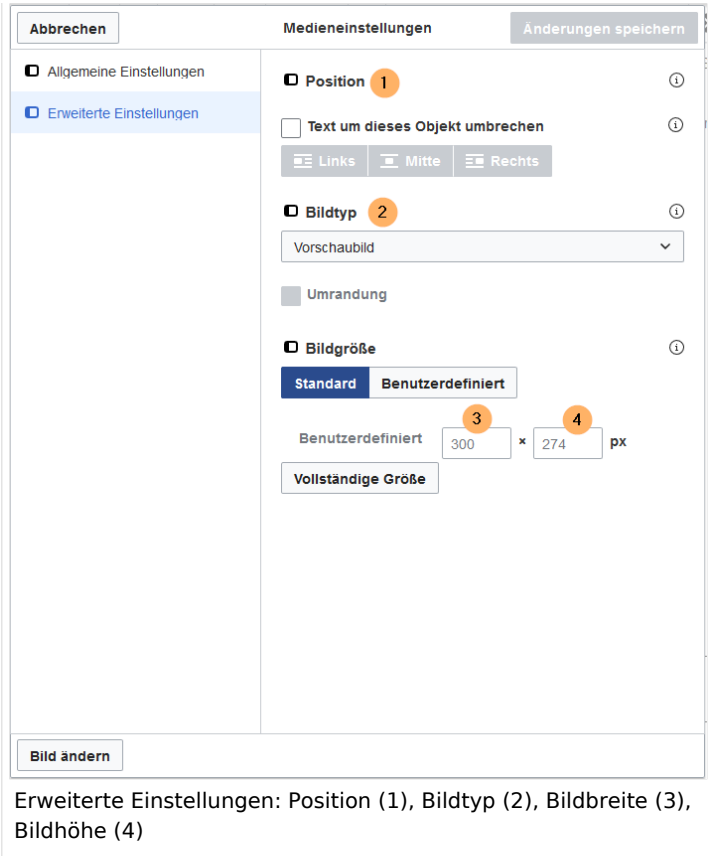 Abbrechen
Medieneinstellungen
Änderungen speichern
Allgemeine Einstellungen
Erweiterte Einstellungen
Position 1
Text um dieses Objekt umbrechen
Links Mitte Rechts
Bildtyp 2
Vorschaubild
Umrandung
Bildgröße
Standard Benutzerdefiniert
3 4
Benutzerdefiniert 300 × 274 px
Vollständige Größe
Bild ändern
Erweiterte Einstellungen: Position (1), Bildtyp (2), Bildbreite (3),
Bildhöhe (4)